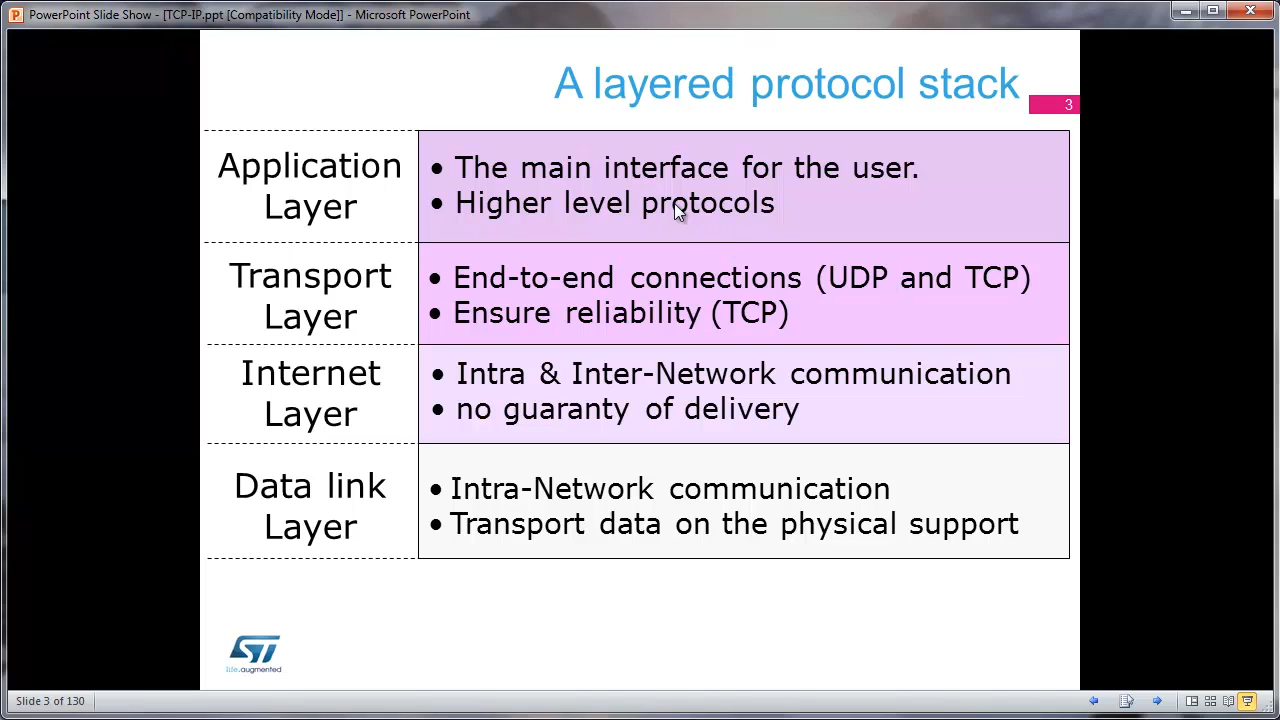 PowerPoint Slide Show - [TCP-IP.ppt [Compatibility Mode]] - Microsoft PowerPoint
A layered protocol stack
3
Application
Layer
• The main interface for the user.
• Higher level protocols
Transport
Layer
• End-to-end connections (UDP and TCP)
• Ensure reliability (TCP)
Internet
Layer
• Intra & Inter-Network communication
• no guaranty of delivery
Data link
Layer
• Intra-Network communication
• Transport data on the physical support
ST
life.augmented
Slide 3 of 130